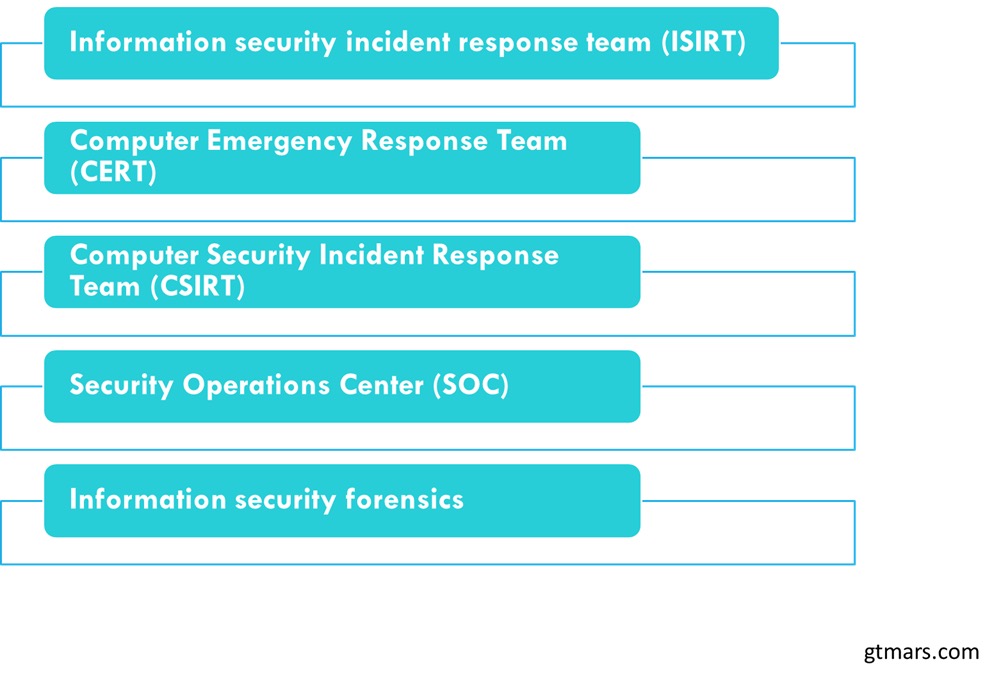 Information security incident response team (ISIRT)
Computer Emergency Response Team
(CERT)
Computer Security Incident Response
Team (CSIRT)
Security Operations Center (SOC)
Information security forensics
gtmars.com